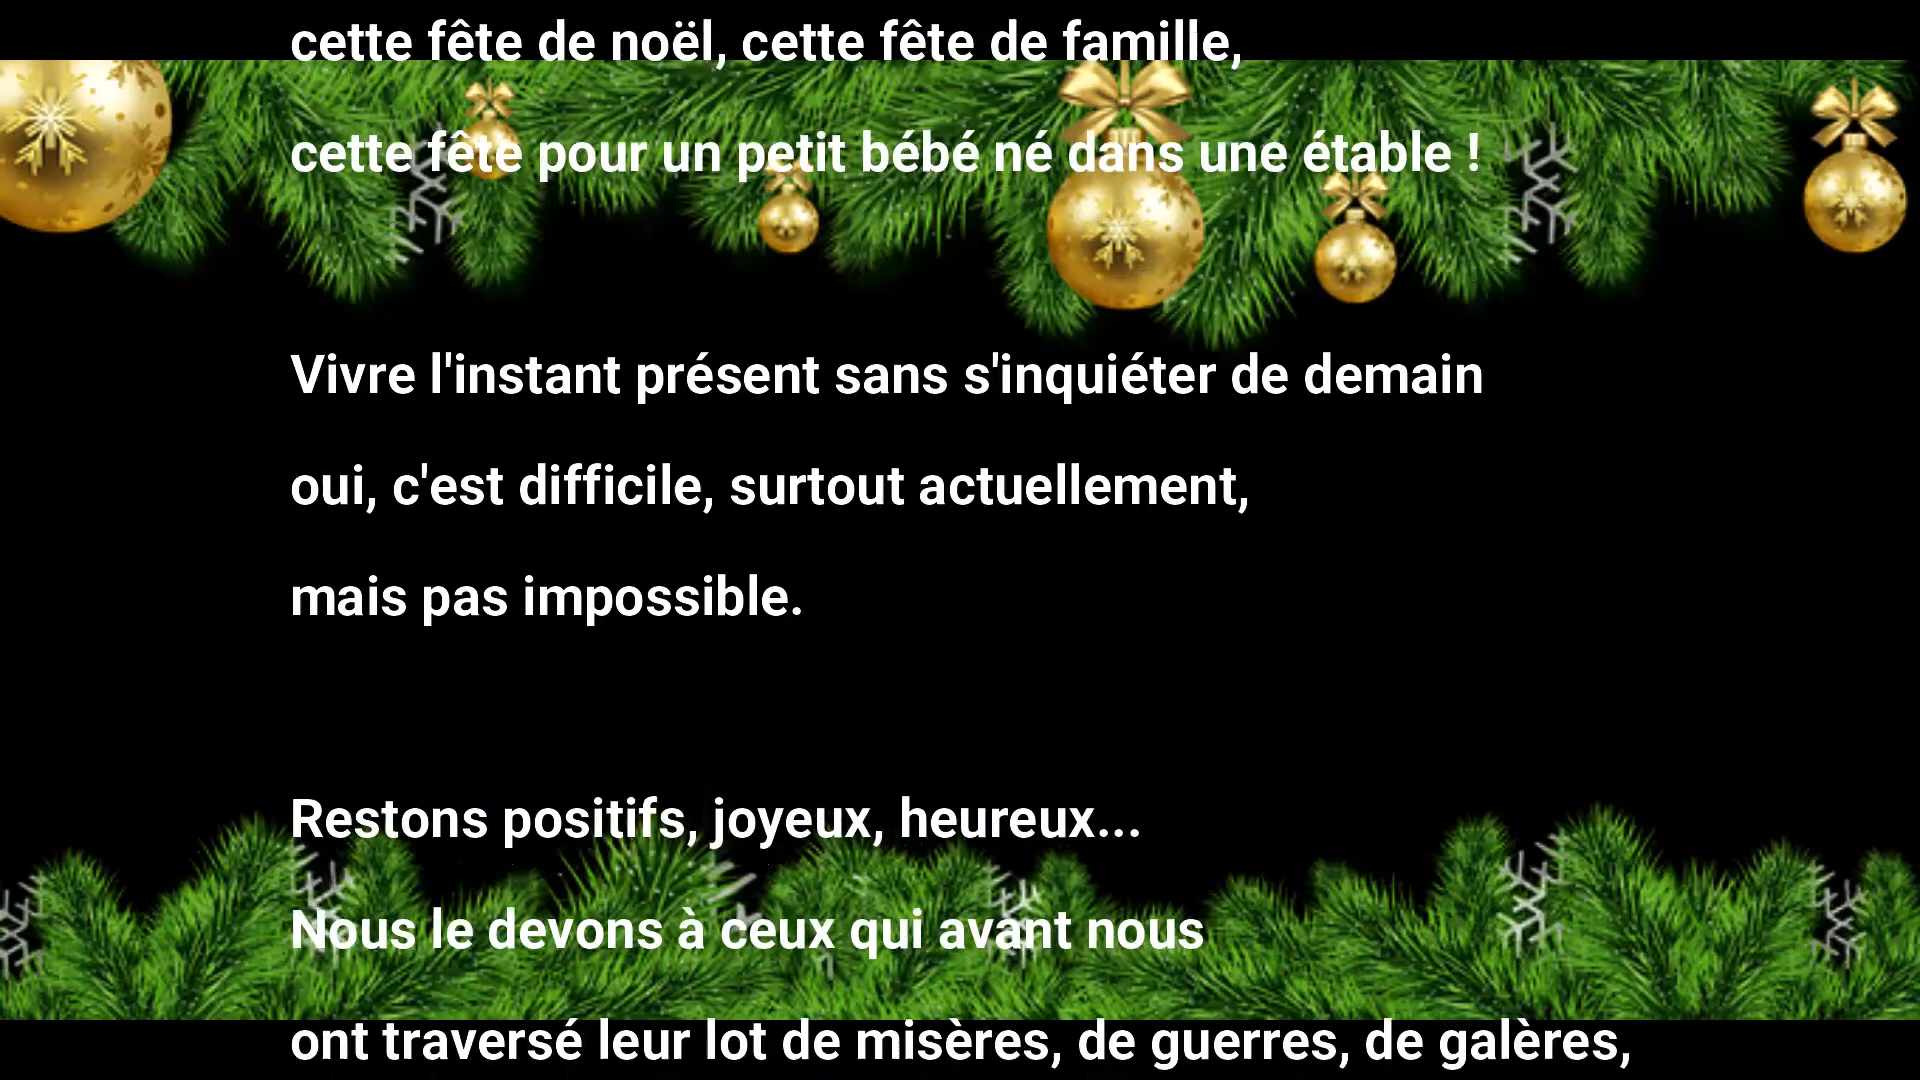 cette fête de noël, cette fête de famille,
cette fête pour un petit bébé né dans une étable !
Vivre l'instant présent sans s'inquiéter de demain
oui, c'est difficile, surtout actuellement,
mais pas impossible.
Restons positifs, joyeux, heureux...
Nous le devons à ceux qui avant nous
ont traversé leur lot de misères, de guerres, de galères,